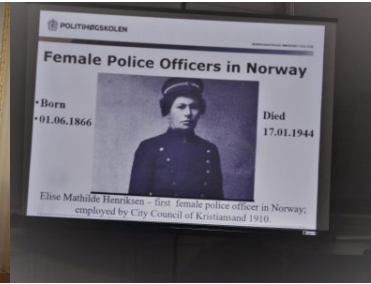 POLITIHØGSKOLEN
Female Police Officers in Norway
• Born
• 01.06.1866
Died
17.01.1944
Elise Mathilde Henriksen – first female police officer in Norway;
employed by City Council of Kristiansand 1910.